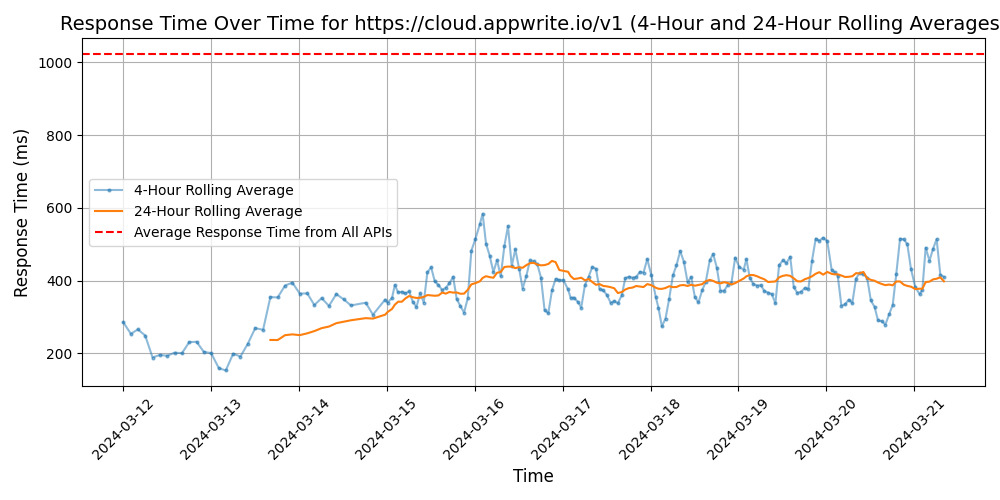 Response Time Over Time for https://cloud.appwrite.io/v1 (4-Hour and 24-Hour Rolling Averages
Response Time (ms)
1000
800
600
400
200
4-Hour Rolling Average
24-Hour Rolling Average
Average Response Time from All APIs
2024-03-12
2024-03-13
2024-03-14
2024-03-15
2024-03-16
2024-03-17
2024-03-18
2024-03-19
2024-03-20
2024-03-21
Time